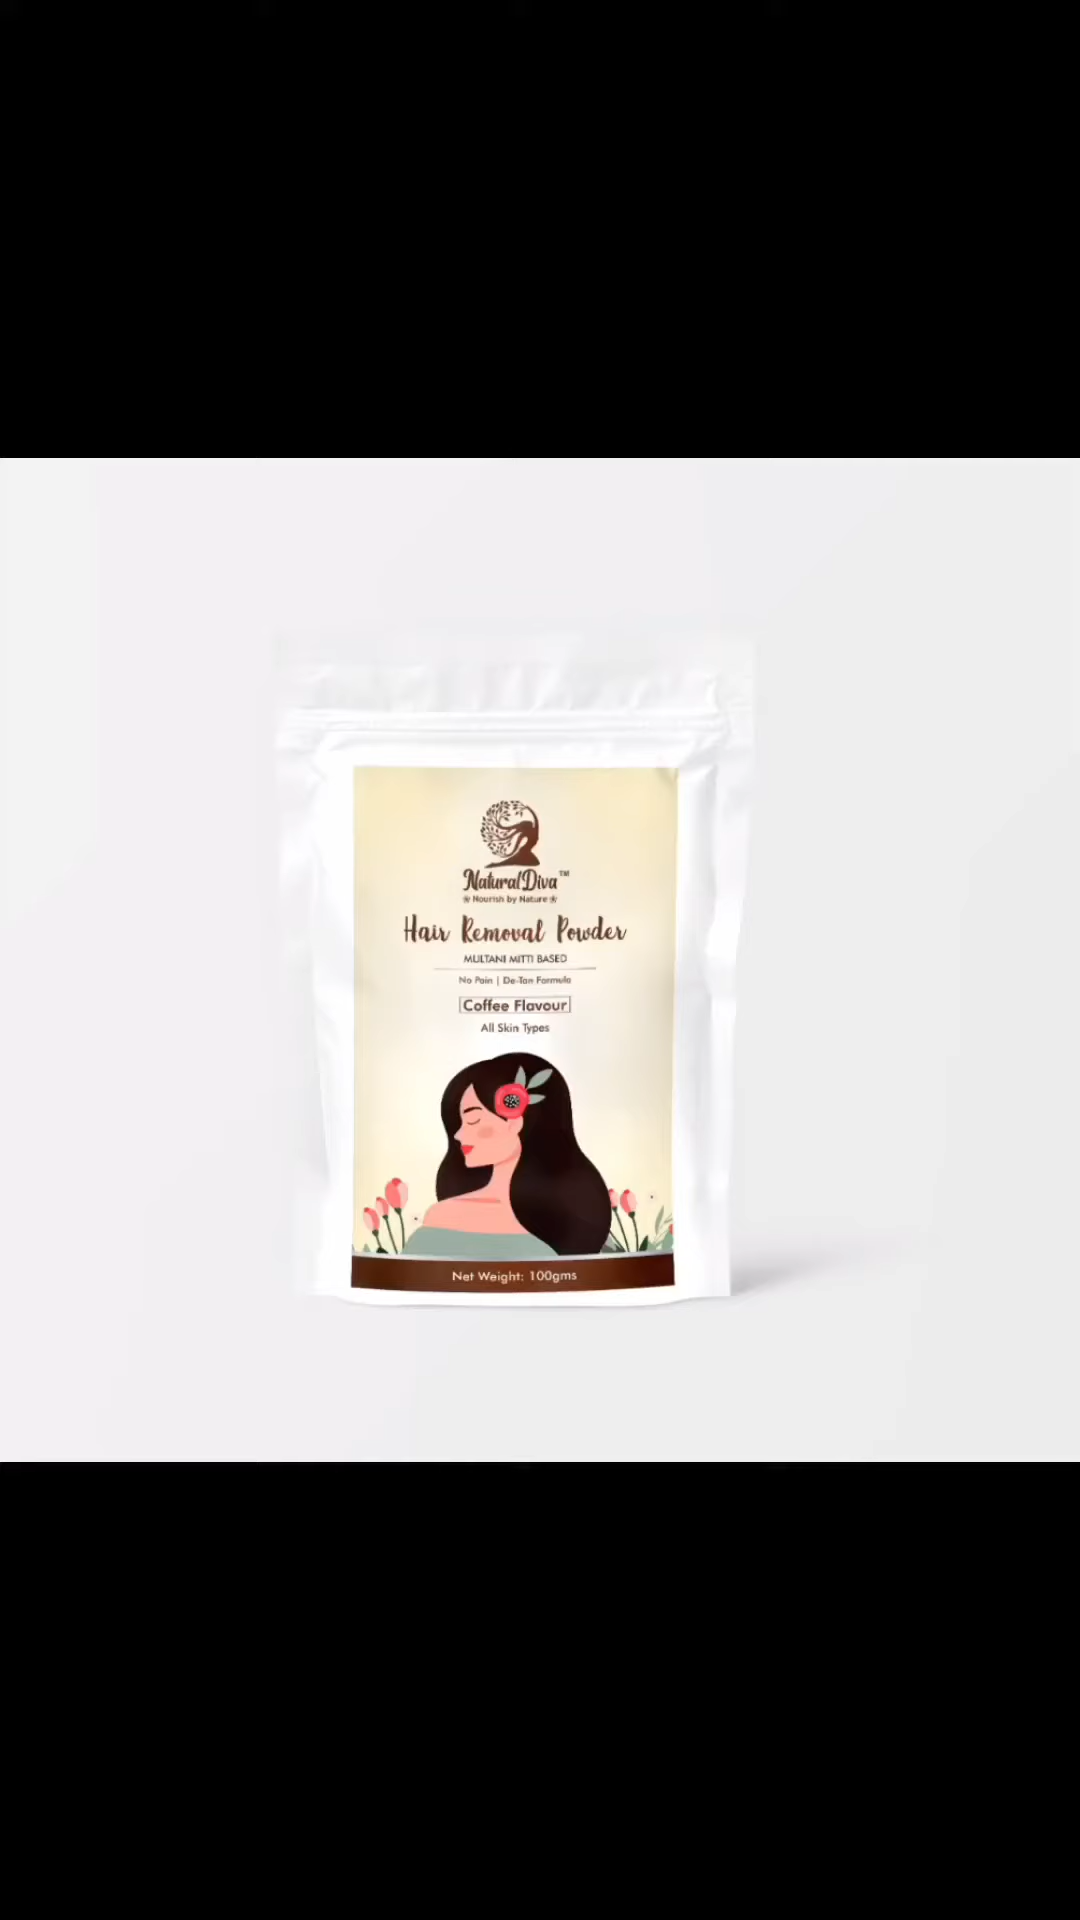 NaturalDiva™
Nourish by Nature
Hair Removal Powder
MULTANI MITTI BASED
No Pain | De-Tan Formula
Coffee Flavour
All Skin Types
Net Weight: 100gms